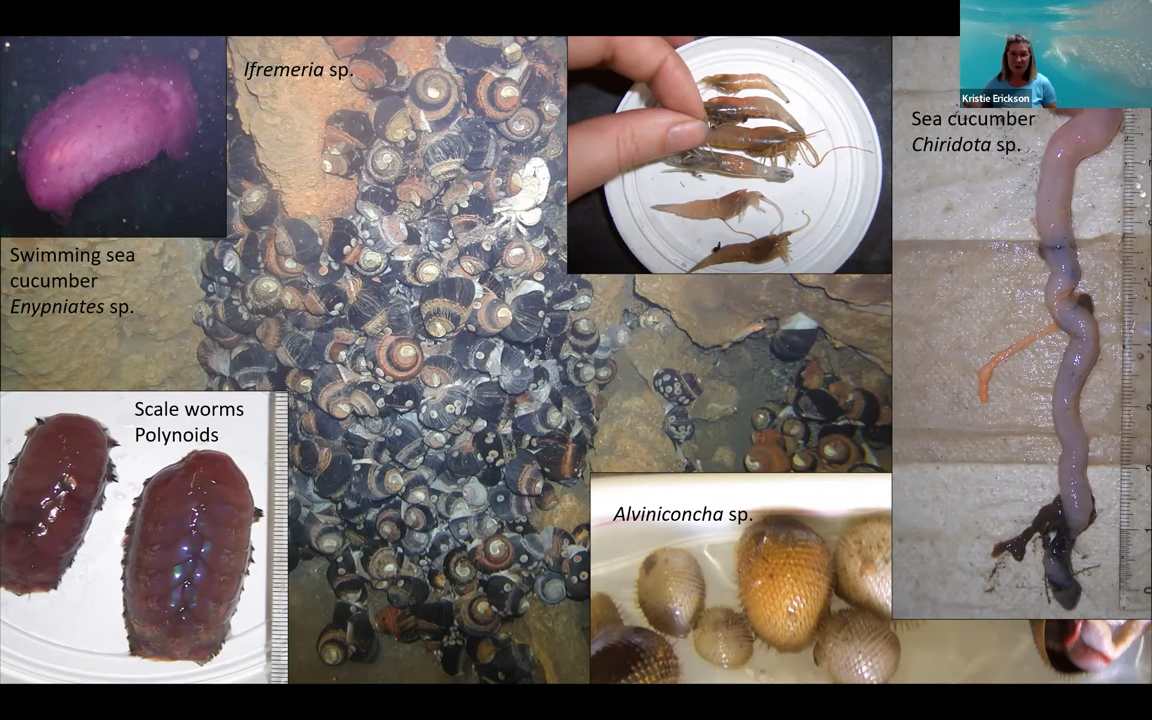 Kristie Erickson
Ifremeria sp.
Sea cucumber
Chiridota sp.
Swimming sea
cucumber
Enypniates sp.
Scale worms
Polynoids
Alviniconcha sp.